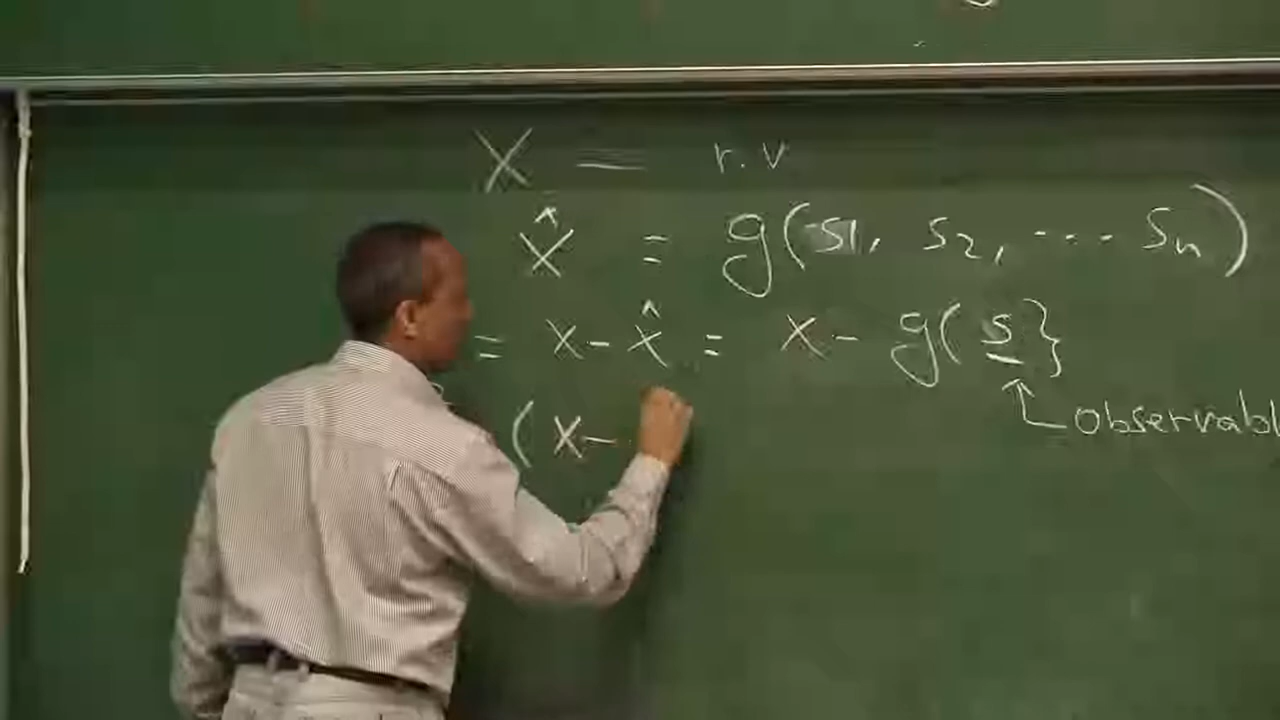 X = r.v
X̂ = g(s1, s2, ... sn)
= x - x̂ = x - g(s}
observabl
(x -